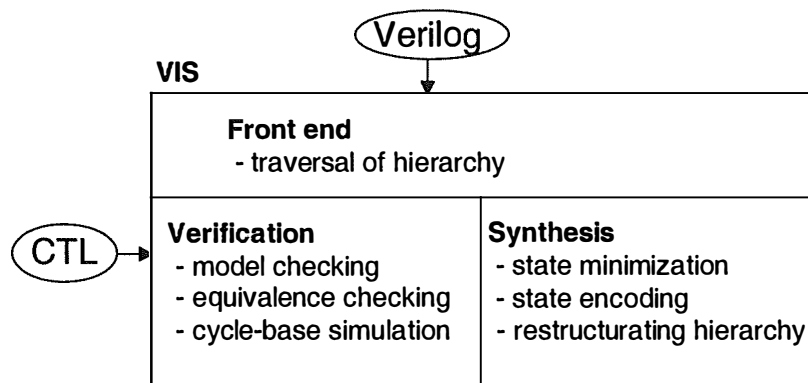 Verilog
VIS
Front end
- traversal of hierarchy
CTL
Verification
- model checking
- equivalence checking
- cycle-base simulation
Synthesis
- state minimization
- state encoding
- restructurating hierarchy